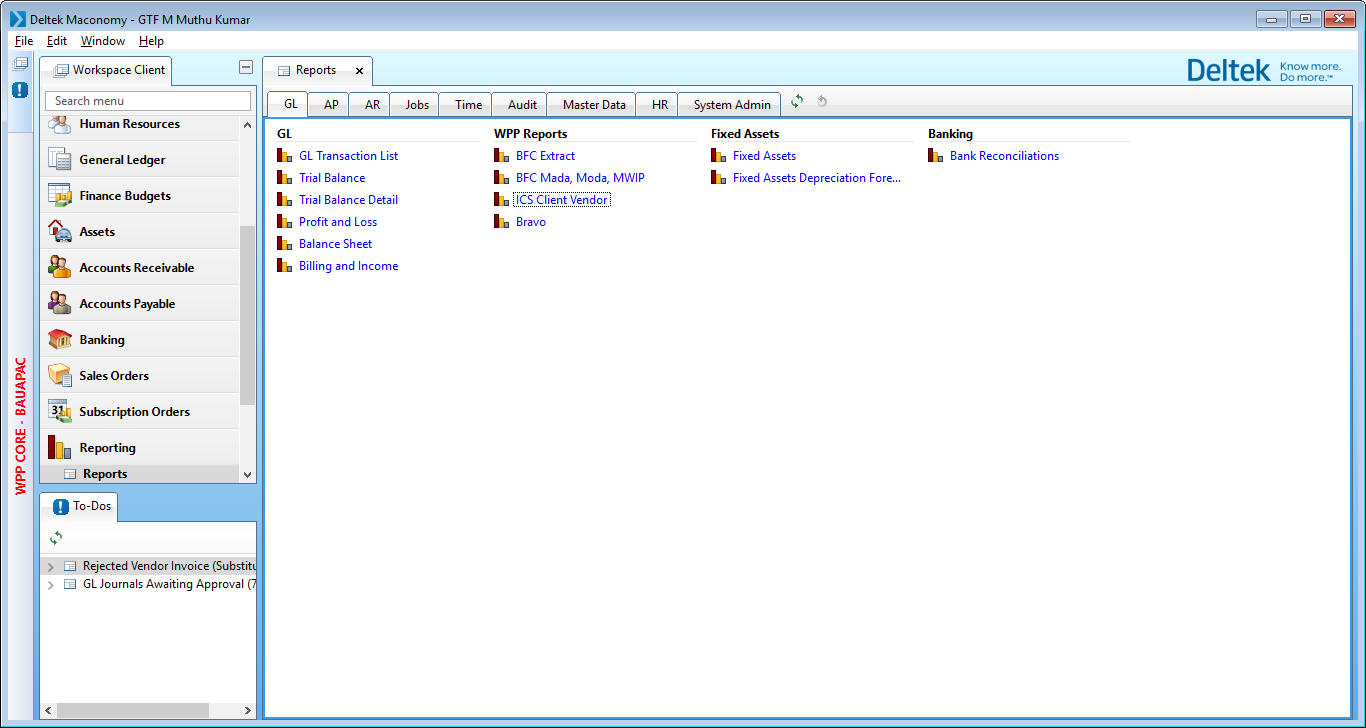 Deltek Maconomy - GTF M Muthu Kumar
File Edit Window Help
Workspace Client
Reports
Deltek Know more. Do more.™
Search menu
GL AP AR Jobs Time Audit Master Data HR System Admin
Human Resources
General Ledger
Finance Budgets
Assets
Accounts Receivable
Accounts Payable
Banking
Sales Orders
31
Subscription Orders
Reporting
Reports
GL
GL Transaction List
Trial Balance
Trial Balance Detail
Profit and Loss
Balance Sheet
Billing and Income
WPP Reports
BFC Extract
BFC Mada, Moda, MWIP
ICS Client Vendor
Bravo
Fixed Assets
Fixed Assets
Fixed Assets Depreciation Fore...
Banking
Bank Reconciliations
WPP CORE - BAUAPAC
To-Dos
Rejected Vendor Invoice (Substitu
GL Journals Awaiting Approval (7